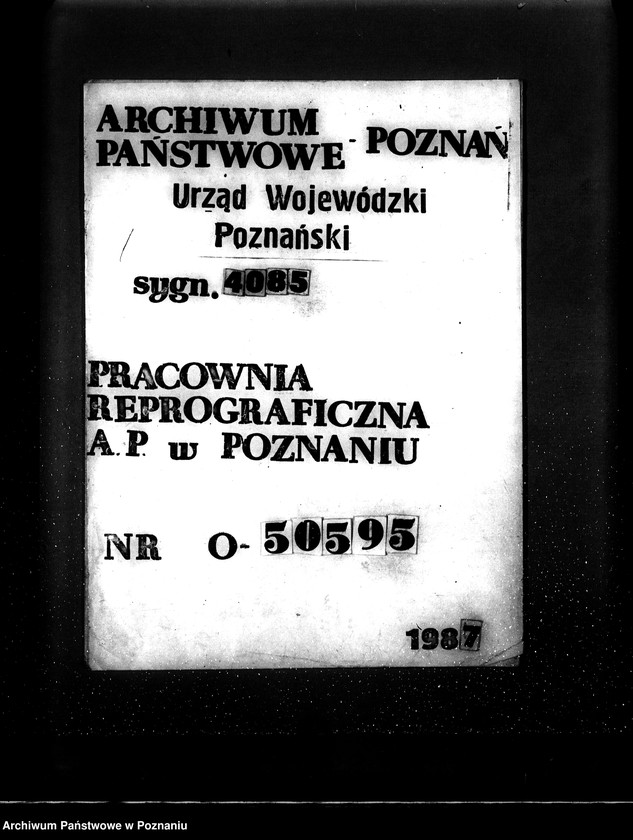 ARCHIWUM
PAŃSTWOWE - POZNAŃ
Urząd Wojewódzki
Poznański
sygn. 4085
PRACOWNIA
REPROGRAFICZNA
A.P. w POZNANIU
NR O-50595
1987
Archiwum Państwowe w Poznaniu